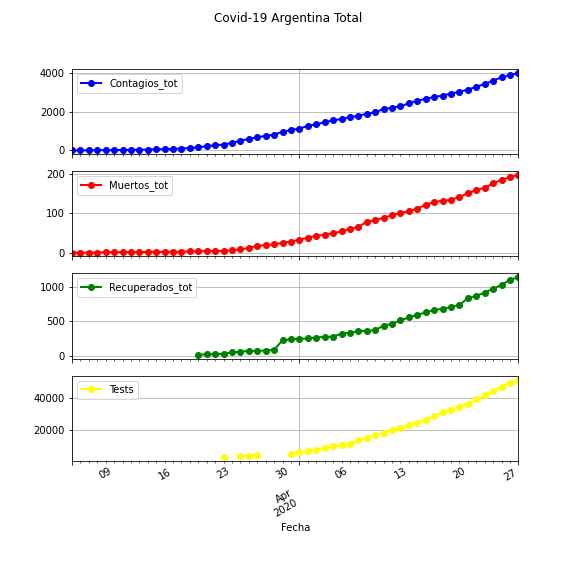 Covid-19 Argentina Total
4000
2000
0
Contagios_tot
200
100
0
Muertos_tot
1000
500
0
Recuperados_tot
40000
20000
Tests
09
16
23
30
Apr
2020
06
13
20
27
Fecha